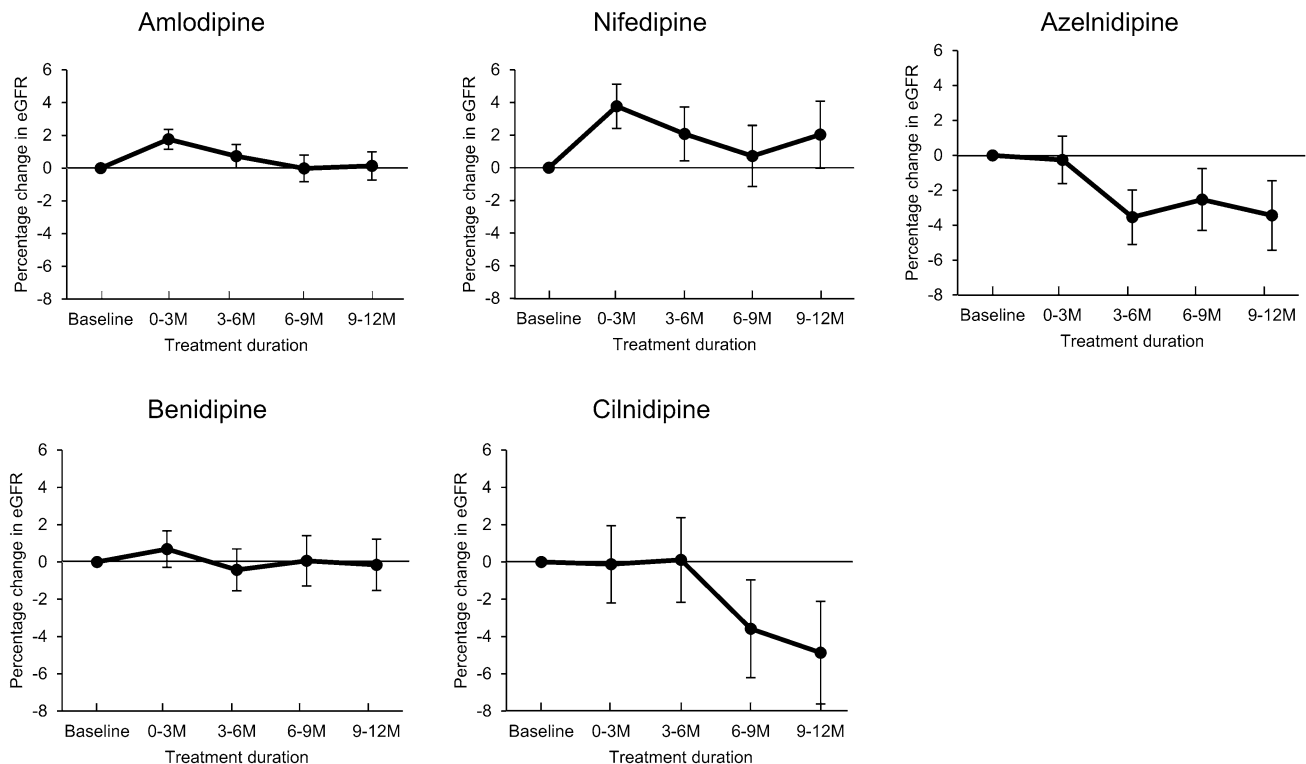 Amlodipine
Percentage change in eGFR
6
4
2
0
-2
-4
-6
-8
Baseline 0-3M 3-6M 6-9M 9-12M
Treatment duration
Nifedipine
Percentage change in eGFR
6
4
2
0
-2
-4
-6
-8
Baseline 0-3M 3-6M 6-9M 9-12M
Treatment duration
Azelnidipine
Percentage change in eGFR
6
4
2
0
-2
-4
-6
-8
Baseline 0-3M 3-6M 6-9M 9-12M
Treatment duration
Benidipine
Percentage change in eGFR
6
4
2
0
-2
-4
-6
-8
Baseline 0-3M 3-6M 6-9M 9-12M
Treatment duration
Cilnidipine
Percentage change in eGFR
6
4
2
0
-2
-4
-6
-8
Baseline 0-3M 3-6M 6-9M 9-12M
Treatment duration